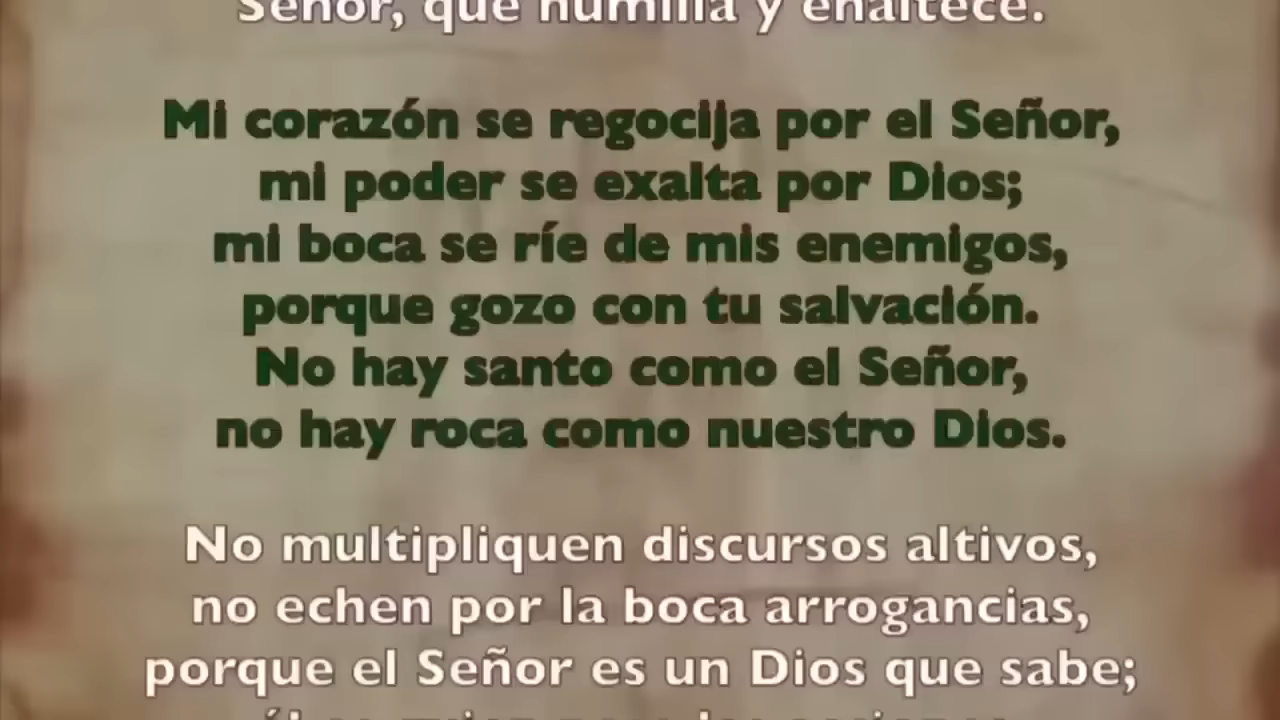 Señor, que humilla y enaltece.
Mi corazón se regocija por el Señor,
mi poder se exalta por Dios;
mi boca se ríe de mis enemigos,
porque gozo con tu salvación.
No hay santo como el Señor,
no hay roca como nuestro Dios.
No multipliquen discursos altivos,
no echen por la boca arrogancias,
porque el Señor es un Dios que sabe;